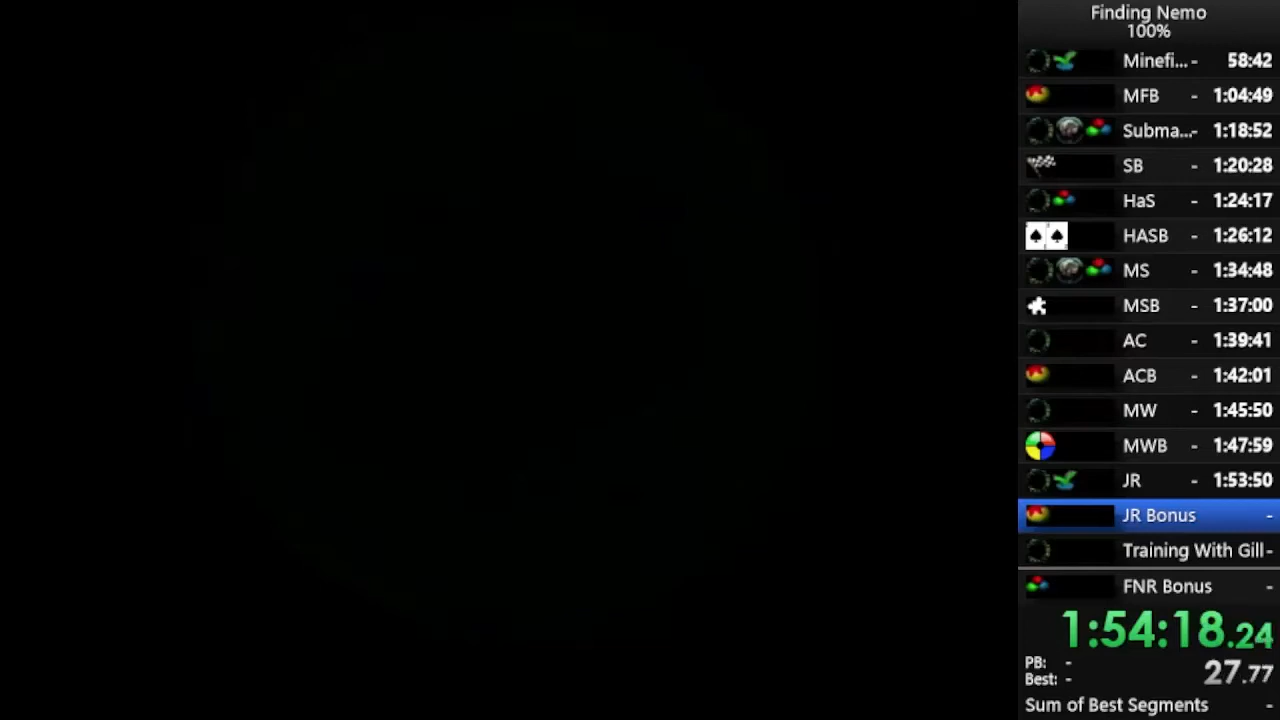 Finding Nemo
100%
Minefi... - 58:42
MFB - 1:04:49
Subma...- 1:18:52
SB - 1:20:28
HaS - 1:24:17
HASB - 1:26:12
MS - 1:34:48
MSB - 1:37:00
AC - 1:39:41
ACB - 1:42:01
MW - 1:45:50
MWB - 1:47:59
JR - 1:53:50
JR Bonus -
Training With Gill -
FNR Bonus -
1:54:18.24
PB: -
Best: - 27.77
Sum of Best Segments -